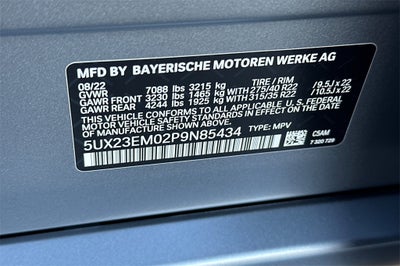 MFD BY BAYERISCHE MOTOREN WERKE AG
08/22 TIRE / RIM
GVWR 7088 lbs 3215 kg
GAWR FRONT 3230 lbs 1465 kg WITH 275/40 R22 / 9.5J x 22
GAWR REAR 4244 lbs 1925 kg WITH 315/35 R22 / 10.5J x 22
THIS VEHICLE CONFORMS TO ALL APPLICABLE U. S. FEDERAL
MOTOR VEHICLE SAFETY STANDARDS IN EFFECT ON THE
DATE OF MANUFACTURE SHOWN ABOVE.
5UX23EM02P9N85434 TYPE: MPV
C5AM
7 320 729